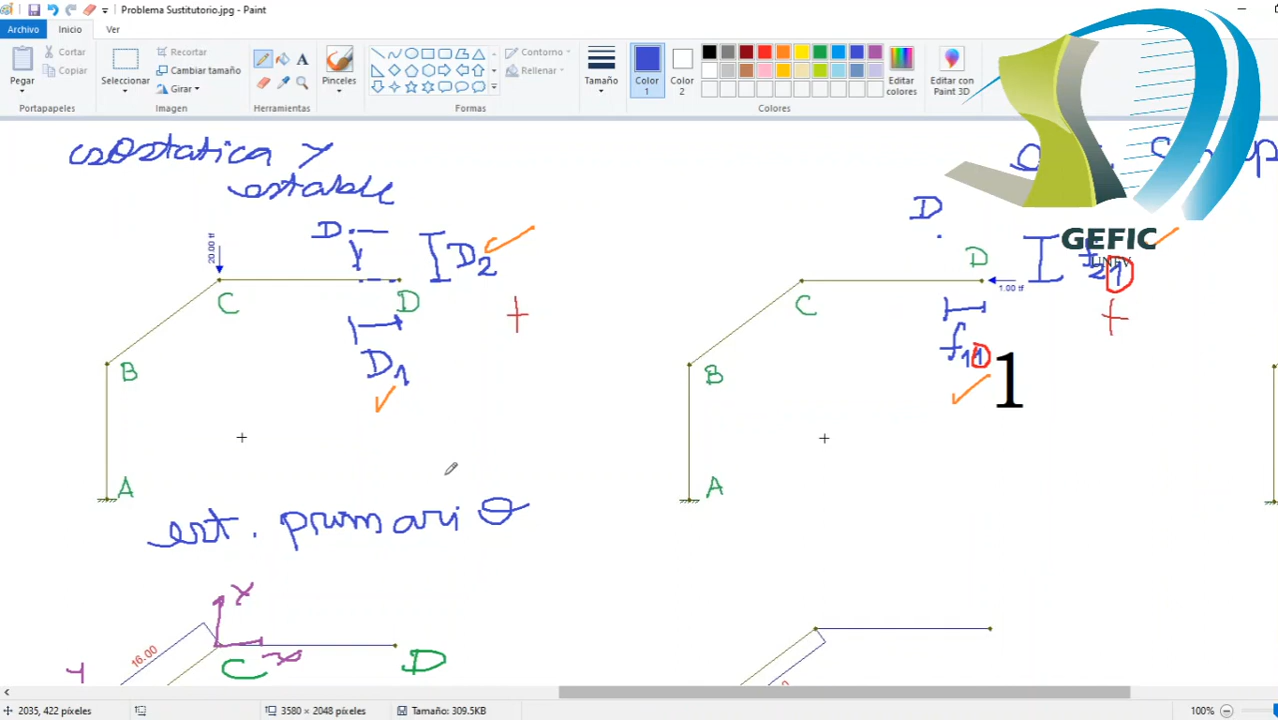 Problema Sustitutorio.jpg - Paint
Archivo
Inicio
Ver
Pegar
Cortar
Copiar
Portapapeles
Seleccionar
Recortar
Cambiar tamaño
Girar
Imagen
Herramientas
Pinceles
Contorno
Rellenar
Formas
Tamaño
Color 1
Color 2
Editar colores
Colores
Editar con Paint 3D
GEFIC
UNFV
isostatica y
estable
20.00 tf
D
D2
C
D
D1
B
+
A
est. primario
D
D
1.00 tf
f21
C
f11
1
B
+
A
x
16.00
C
D
2035, 422 píxeles
3580 × 2048 píxeles
Tamaño: 309.5KB
100%